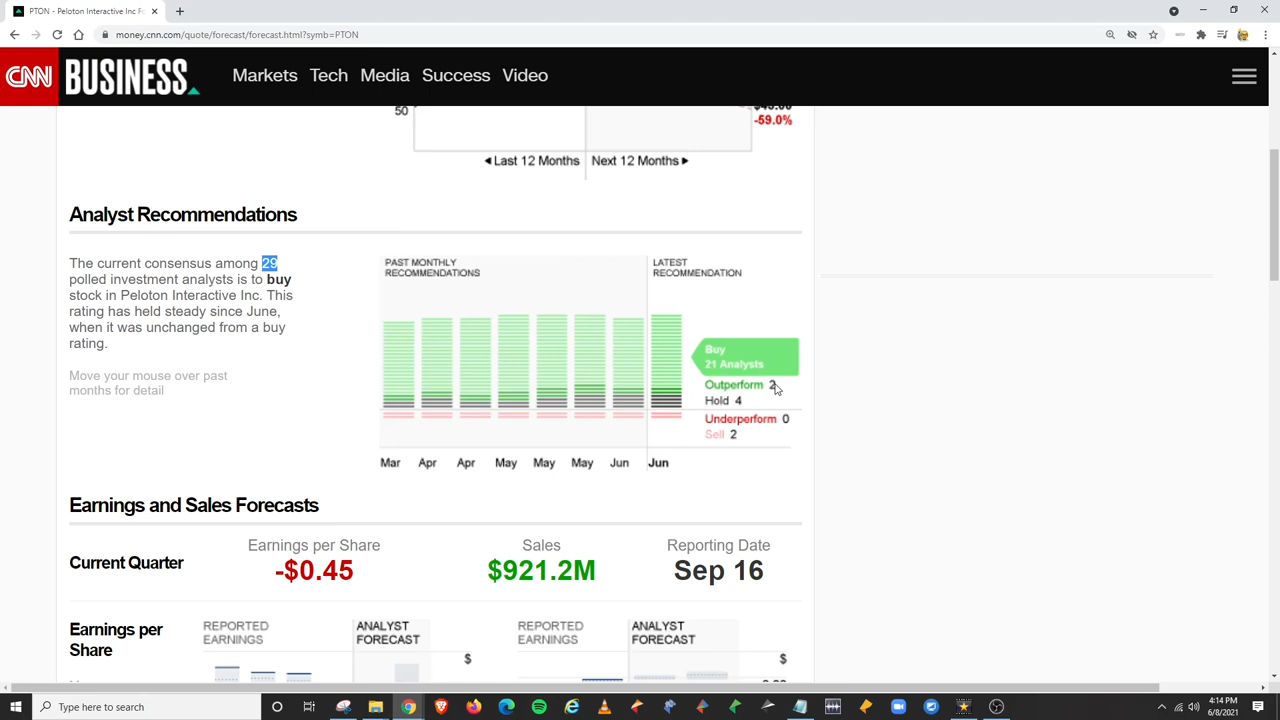 PTON - Peloton Interactive Inc Fo
money.cnn.com/quote/forecast/forecast.html?symb=PTON
CNN BUSINESS Markets Tech Media Success Video
50
-59.0%
Last 12 Months Next 12 Months
Analyst Recommendations
The current consensus among 29
polled investment analysts is to buy
stock in Peloton Interactive Inc. This
rating has held steady since June,
when it was unchanged from a buy
rating.
Move your mouse over past
months for detail
PAST MONTHLY
RECOMMENDATIONS
LATEST
RECOMMENDATION
Buy
21 Analysts
Outperform 2
Hold 4
Underperform 0
Sell 2
Mar Apr Apr May May May Jun Jun
Earnings and Sales Forecasts
Current Quarter
Earnings per Share
-$0.45
Sales
$921.2M
Reporting Date
Sep 16
Earnings per
Share
REPORTED
EARNINGS
ANALYST
FORECAST
$
REPORTED
EARNINGS
ANALYST
FORECAST
$
Type here to search
4:14 PM
6/8/2021